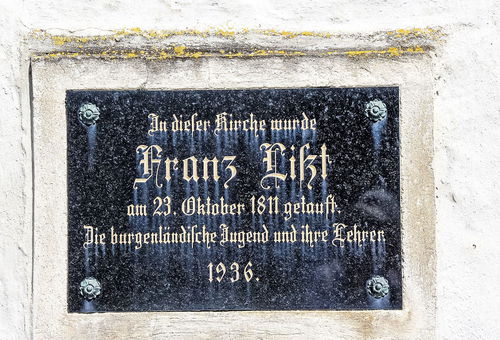 In dieser Kirche wurde
Franz Liszt
am 23. Oktober 1811 getauft.
Die burgenländische Jugend und ihre Lehrer
1936.